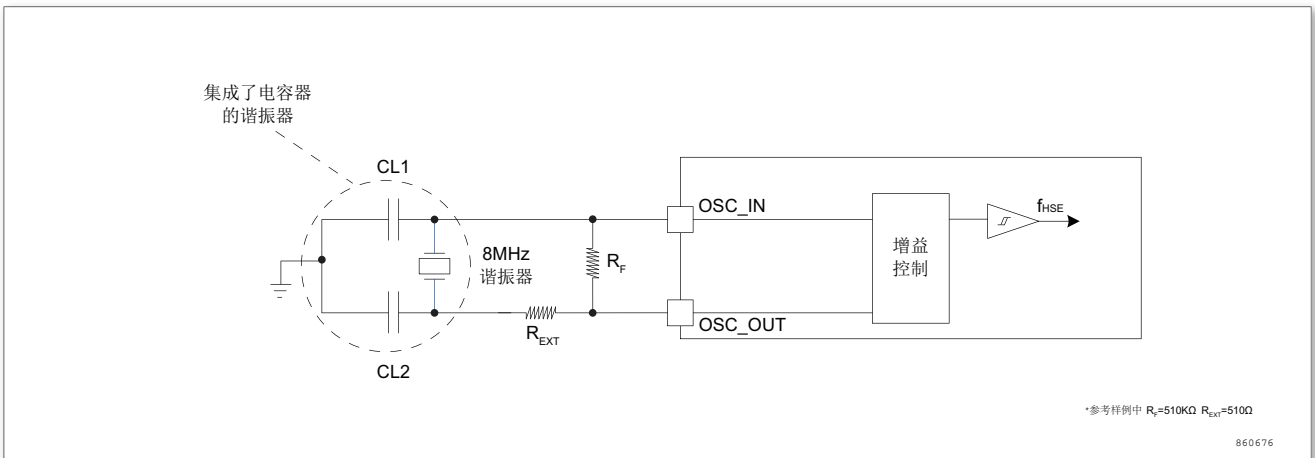 集成了电容器
的谐振器
CL1
OSC_IN
fHSE
8MHz
谐振器
RF
增益
控制
REXT
OSC_OUT
CL2
*参考样例中 RF=510KΩ REXT=510Ω
860676